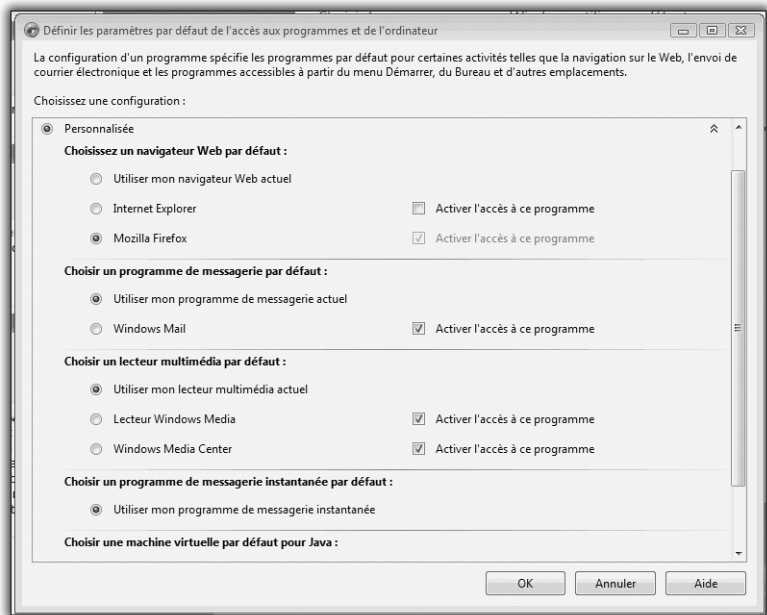 Définir les paramètres par défaut de l'accès aux programmes et de l'ordinateur
La configuration d'un programme spécifie les programmes par défaut pour certaines activités telles que la navigation sur le Web, l'envoi de
courrier électronique et les programmes accessibles à partir du menu Démarrer, du Bureau et d'autres emplacements.
Choisissez une configuration :
Personnalisée
Choisissez un navigateur Web par défaut :
Utiliser mon navigateur Web actuel
Internet Explorer Activer l'accès à ce programme
Mozilla Firefox Activer l'accès à ce programme
Choisir un programme de messagerie par défaut :
Utiliser mon programme de messagerie actuel
Windows Mail Activer l'accès à ce programme
Choisir un lecteur multimédia par défaut :
Utiliser mon lecteur multimédia actuel
Lecteur Windows Media Activer l'accès à ce programme
Windows Media Center Activer l'accès à ce programme
Choisir un programme de messagerie instantanée par défaut :
Utiliser mon programme de messagerie instantanée
Choisir une machine virtuelle par défaut pour Java :
OK Annuler Aide